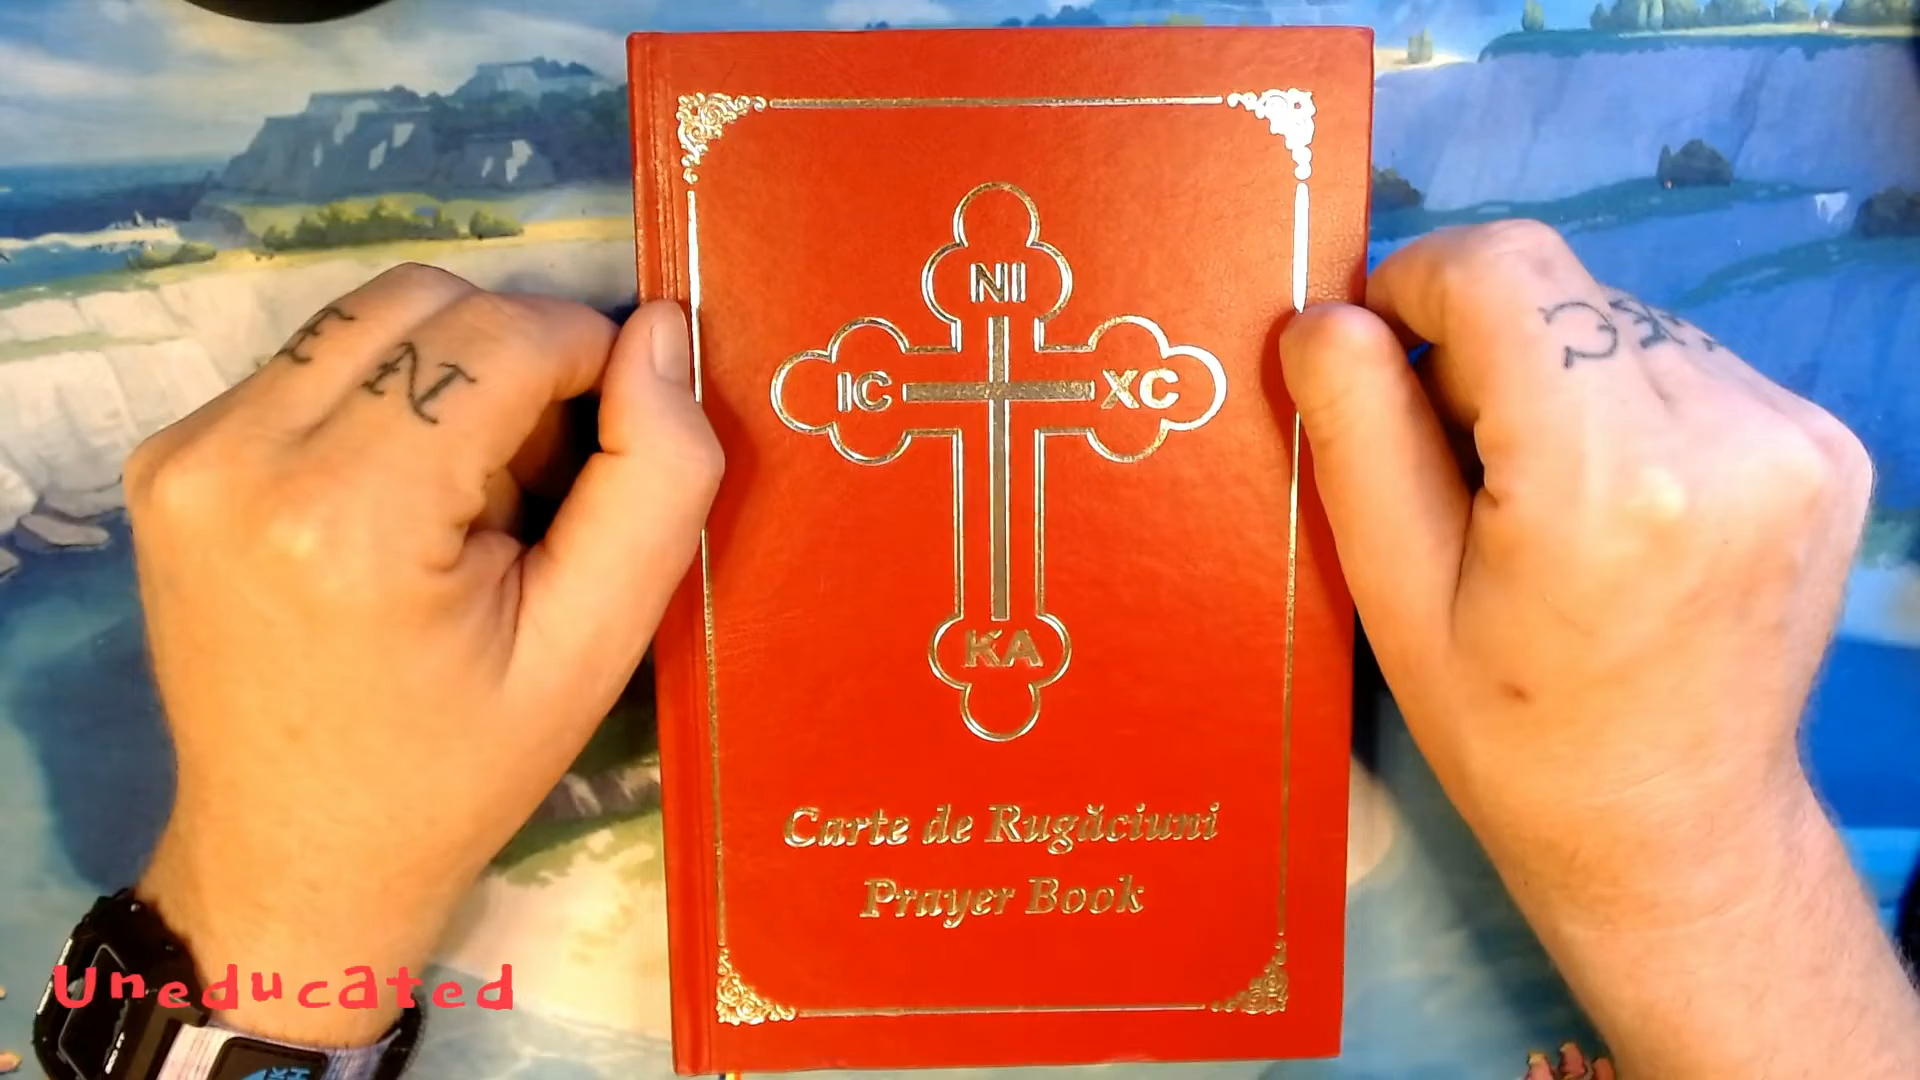 NI
IC XC
KA
Carte de Rugăciuni
Prayer Book
Uneducated